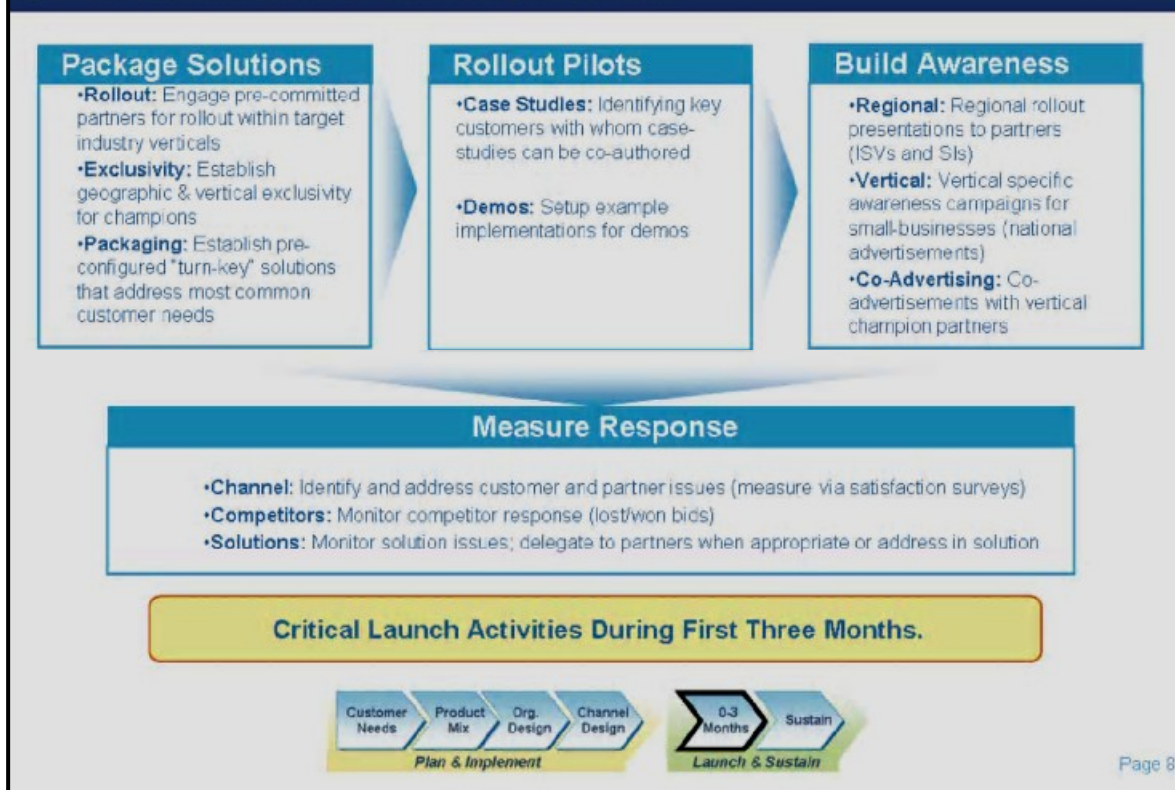 Package Solutions
•Rollout: Engage pre-committed
partners for rollout within target
industry verticals
•Exclusivity: Establish
geographic & vertical exclusivity
for champions
•Packaging: Establish pre-
configured "turn-key" solutions
that address most common
customer needs
Rollout Pilots
•Case Studies: Identifying key
customers with whom case-
studies can be co-authored
•Demos: Setup example
implementations for demos
Build Awareness
•Regional: Regional rollout
presentations to partners
(ISVs and SIs)
•Vertical: Vertical specific
awareness campaigns for
small-businesses (national
advertisements)
•Co-Advertising: Co-
advertisements with vertical
champion partners
Measure Response
•Channel: Identify and address customer and partner issues (measure via satisfaction surveys)
•Competitors: Monitor competitor response (lost/won bids)
•Solutions: Monitor solution issues; delegate to partners when appropriate or address in solution
Critical Launch Activities During First Three Months.
Customer
Needs
Product
Mix
Org.
Design
Channel
Design
Plan & Implement
0-3
Months
Sustain
Launch & Sustain
Page 8